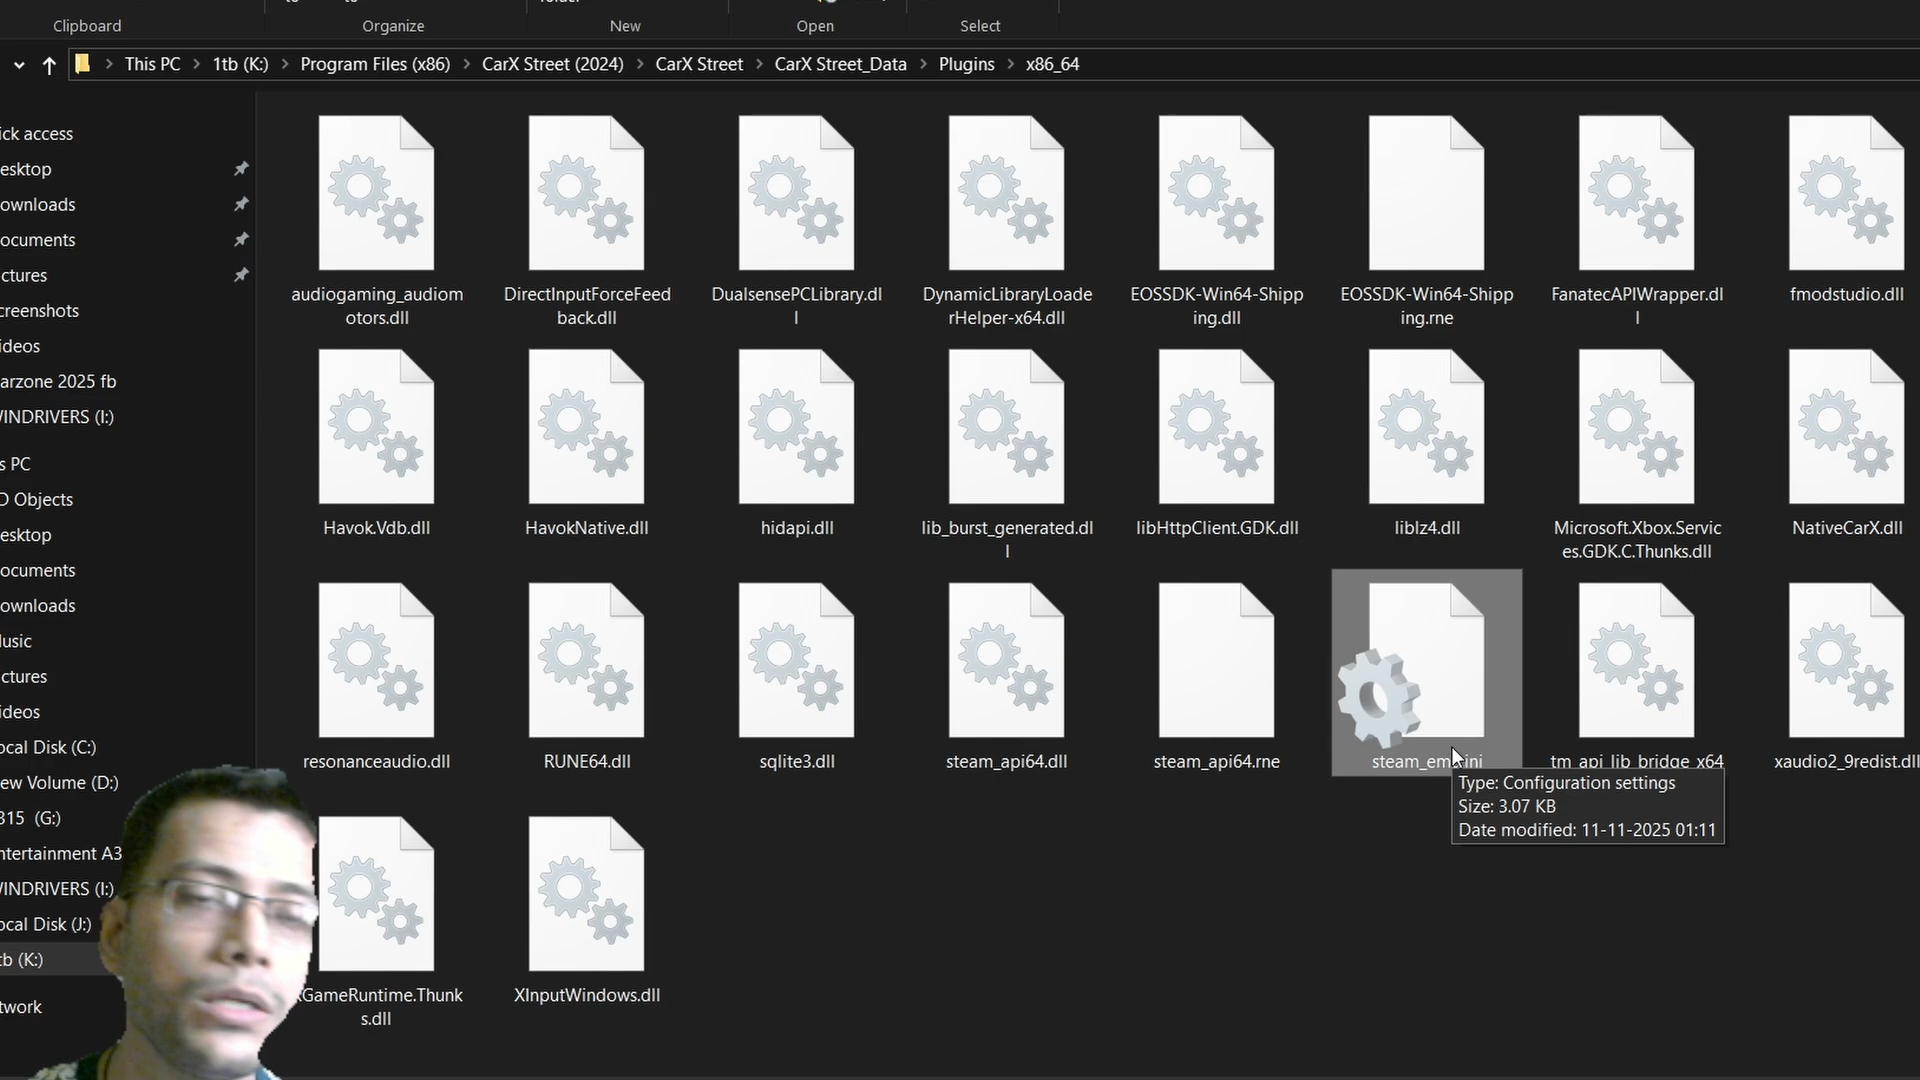 Clipboard
Organize
New
Open
Select
This PC
1tb (K:)
Program Files (x86)
CarX Street (2024)
CarX Street
CarX Street_Data
Plugins
x86_64
ick access
esktop
ownloads
ocuments
ctures
creenshots
ideos
arzone 2025 fb
WINDRIVERS (I:)
s PC
D Objects
esktop
ocuments
ownloads
usic
ctures
ideos
ocal Disk (C:)
ew Volume (D:)
315 (G:)
ntertainment A3
WINDRIVERS (I:)
ocal Disk (J:)
tb (K:)
twork
audiogaming_audiom
otors.dll
DirectInputForceFeed
back.dll
DualsensePCLibrary.dl
l
DynamicLibraryLoade
rHelper-x64.dll
EOSSDK-Win64-Shipp
ing.dll
EOSSDK-Win64-Shipp
ing.rne
FanatecAPIWrapper.dl
l
fmodstudio.dll
Havok.Vdb.dll
HavokNative.dll
hidapi.dll
lib_burst_generated.dl
l
libHttpClient.GDK.dll
liblz4.dll
Microsoft.Xbox.Servic
es.GDK.C.Thunks.dll
NativeCarX.dll
resonanceaudio.dll
RUNE64.dll
sqlite3.dll
steam_api64.dll
steam_api64.rne
tm_api_lib_bridge_x64
xaudio2_9redist.dll
Type: Configuration settings
Size: 3.07 KB
Date modified: 11-11-2025 01:11
GameRuntime.Thunk
s.dll
XInputWindows.dll